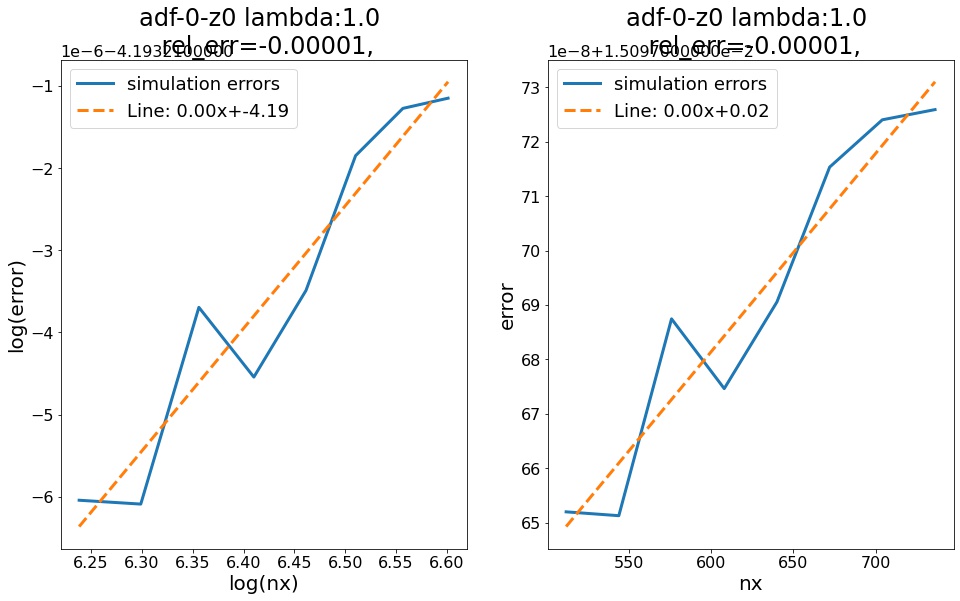 adf-0-z0 lambda:1.0
rel_err=-0.00001,
1e−6−4.1932100000
simulation errors
Line: 0.00x+-4.19
log(error)
−1
−2
−3
−4
−5
−6
6.25 6.30 6.35 6.40 6.45 6.50 6.55 6.60
log(nx)
adf-0-z0 lambda:1.0
rel_err=-0.00001,
1e−8+1.5097000000e−2
simulation errors
Line: 0.00x+0.02
error
73
72
71
70
69
68
67
66
65
550 600 650 700
nx